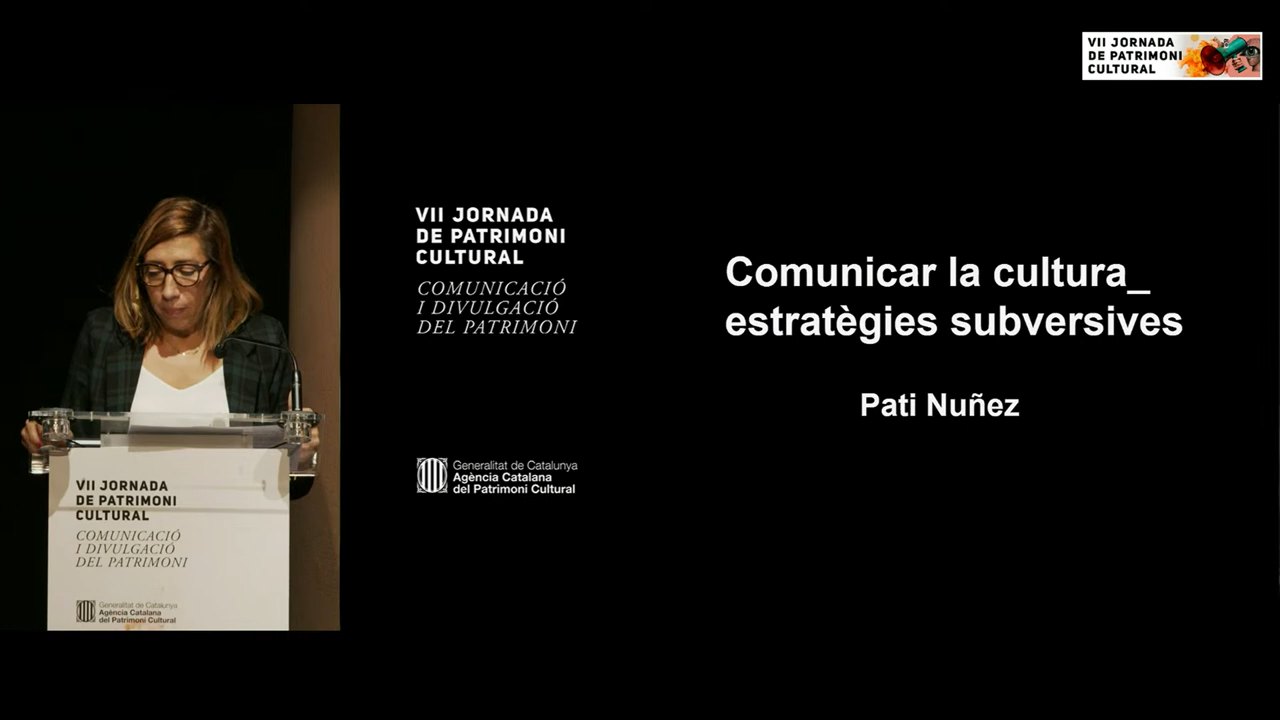 VII JORNADA
DE PATRIMONI
CULTURAL
VII JORNADA
DE PATRIMONI
CULTURAL
COMUNICACIÓ
I DIVULGACIÓ
DEL PATRIMONI
Comunicar la cultura_
estratègies subversives
Pati Nuñez
Generalitat de Catalunya
Agència Catalana
del Patrimoni Cultural
VII JORNADA
DE PATRIMONI
CULTURAL
COMUNICACIÓ
I DIVULGACIÓ
DEL PATRIMONI
Generalitat de Catalunya
Agència Catalana
del Patrimoni Cultural